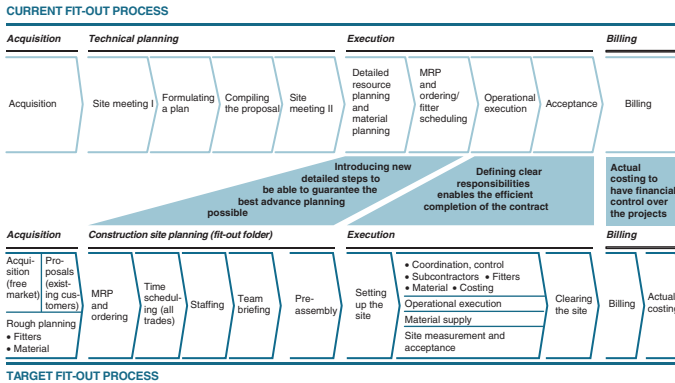 CURRENT FIT-OUT PROCESS
Acquisition
Technical planning
Execution
Billing
Acquisition
Site meeting I
Formulating
a plan
Compiling
the proposal
Site
meeting II
Detailed
resource
planning
and
material
planning
MRP
and
ordering/
fitter
scheduling
Operational
execution
Acceptance
Billing
Introducing new
detailed steps to
be able to guarantee the
best advance planning
possible
Defining clear
responsibilities
enables the efficient
completion of the contract
Actual
costing to
have financial
control over
the projects
Acquisition
Construction site planning (fit-out folder)
Execution
Billing
Acqui-
sition
(free
market)
Pro-
posals
(exist-
ing cus-
tomers)
Rough planning
• Fitters
• Material
MRP
and
ordering
Time
schedul-
ing (all
trades)
Staffing
Team
briefing
Pre-
assembly
Setting
up the
site
• Coordination, control
• Subcontractors • Fitters
• Material • Costing
Operational execution
Material supply
Site measurement and
acceptance
Clearing
the site
Billing
Actual
costing
TARGET FIT-OUT PROCESS